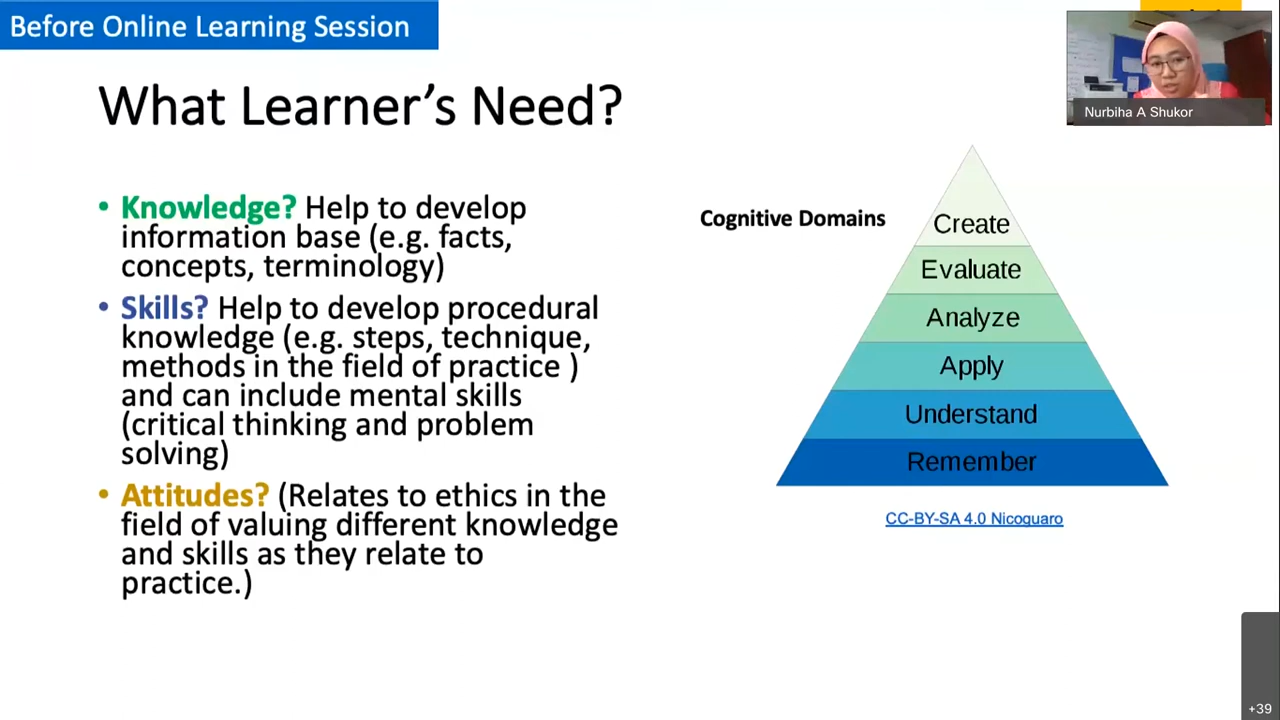 Before Online Learning Session
Nurbiha A Shukor
What Learner’s Need?
• Knowledge? Help to develop
information base (e.g. facts,
concepts, terminology)
• Skills? Help to develop procedural
knowledge (e.g. steps, technique,
methods in the field of practice )
and can include mental skills
(critical thinking and problem
solving)
• Attitudes? (Relates to ethics in the
field of valuing different knowledge
and skills as they relate to
practice.)
Cognitive Domains
Create
Evaluate
Analyze
Apply
Understand
Remember
CC-BY-SA 4.0 Nicoguaro
+39